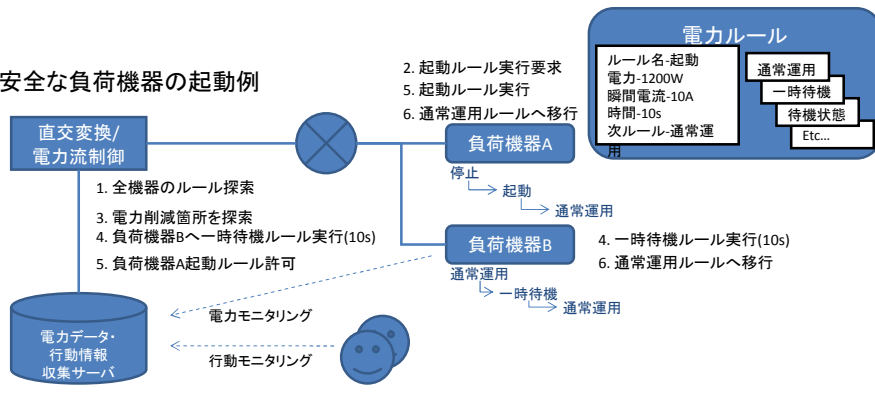 電力ルール
ルール名-起動
電力-1200W
瞬間電流-10A
時間-10s
次ルール-通常運
用
通常運用
一時待機
待機状態
Etc…
安全な負荷機器の起動例
2. 起動ルール実行要求
5. 起動ルール実行
6. 通常運用ルールへ移行
直交変換/
電力流制御
負荷機器A
停止
起動
通常運用
1. 全機器のルール探索
3. 電力削減箇所を探索
4. 負荷機器Bへ一時待機ルール実行(10s)
5. 負荷機器A起動ルール許可
負荷機器B
4. 一時待機ルール実行(10s)
6. 通常運用ルールへ移行
通常運用
一時待機
通常運用
電力モニタリング
行動モニタリング
電力データ・
行動情報
収集サーバ